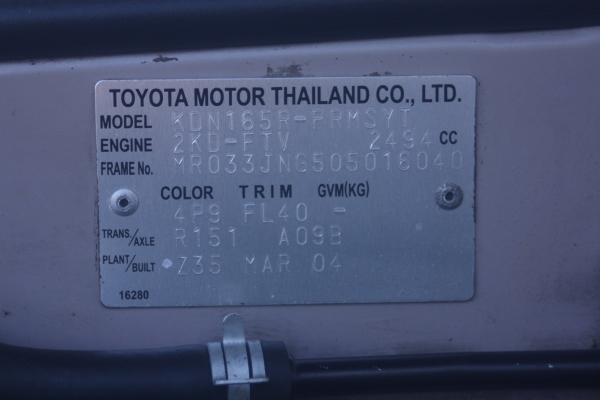 TOYOTA MOTOR THAILAND CO., LTD.
MODEL KDN165R-PRMSYT
ENGINE 2KD-FTV 2494 CC
FRAME No. MR033JNG505016040
COLOR TRIM GVM(KG)
4P9 FL40 -
TRANS./AXLE R151 A09B
PLANT/BUILT Z35 MAR 04
16280